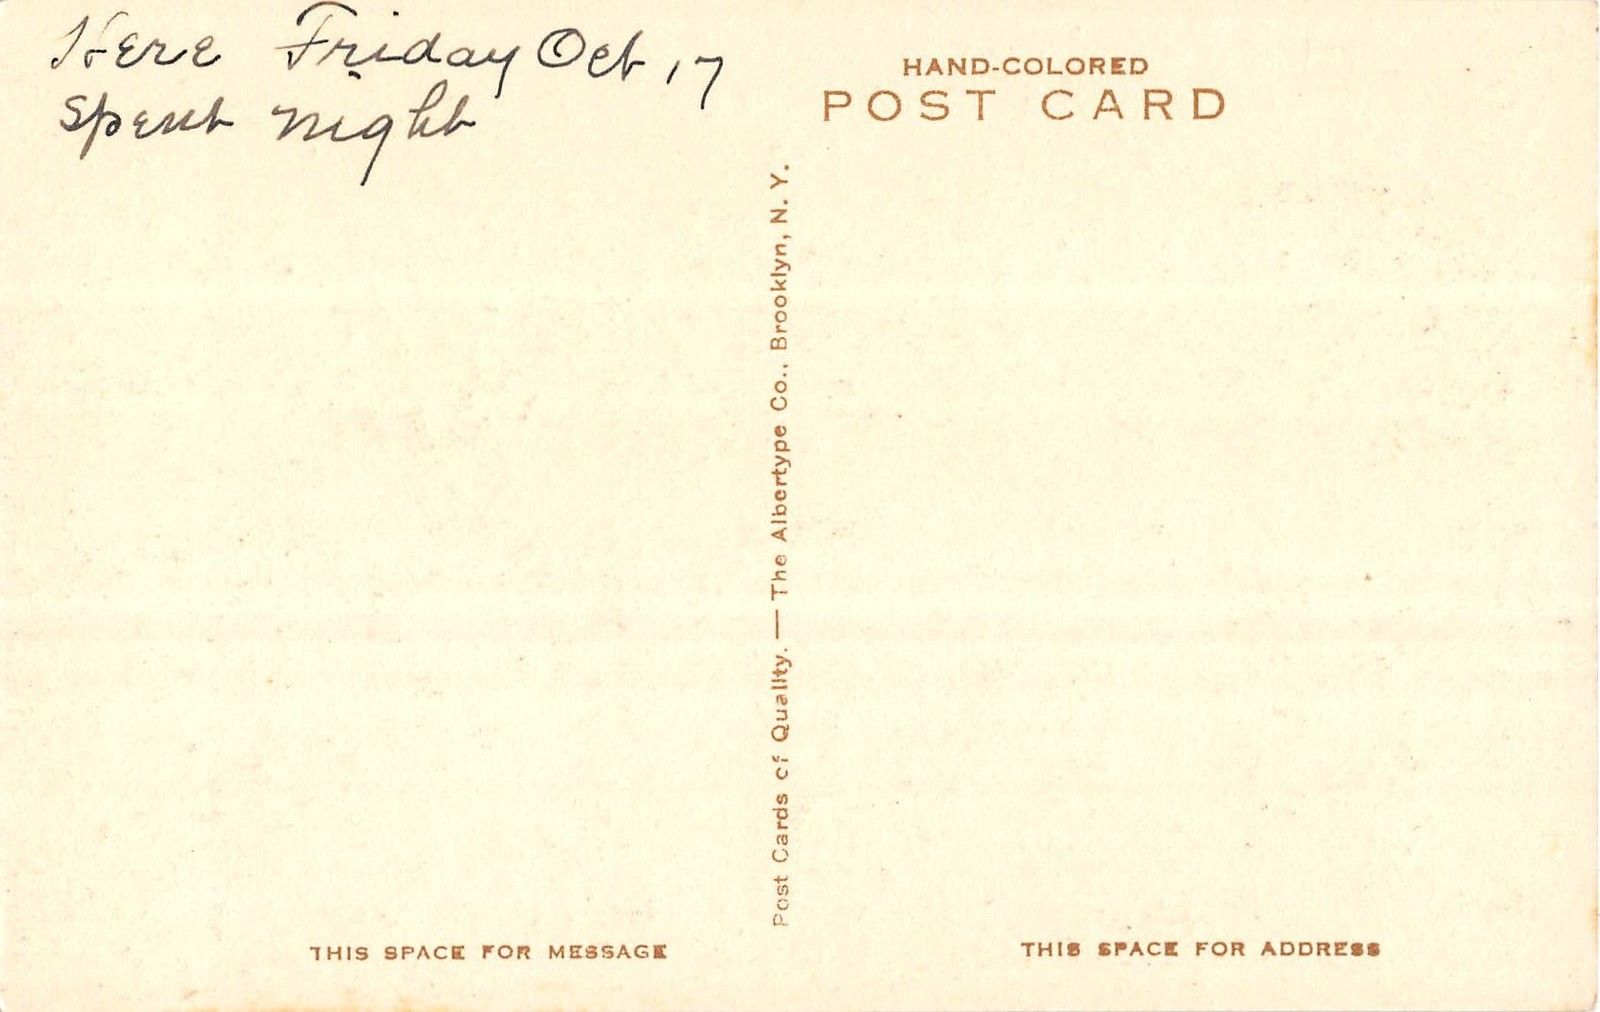 Here Friday Oct 17
Spent night
HAND-COLORED
POST CARD
Post Cards of Quality. — The Albertype Co., Brooklyn, N. Y.
THIS SPACE FOR MESSAGE
THIS SPACE FOR ADDRESS